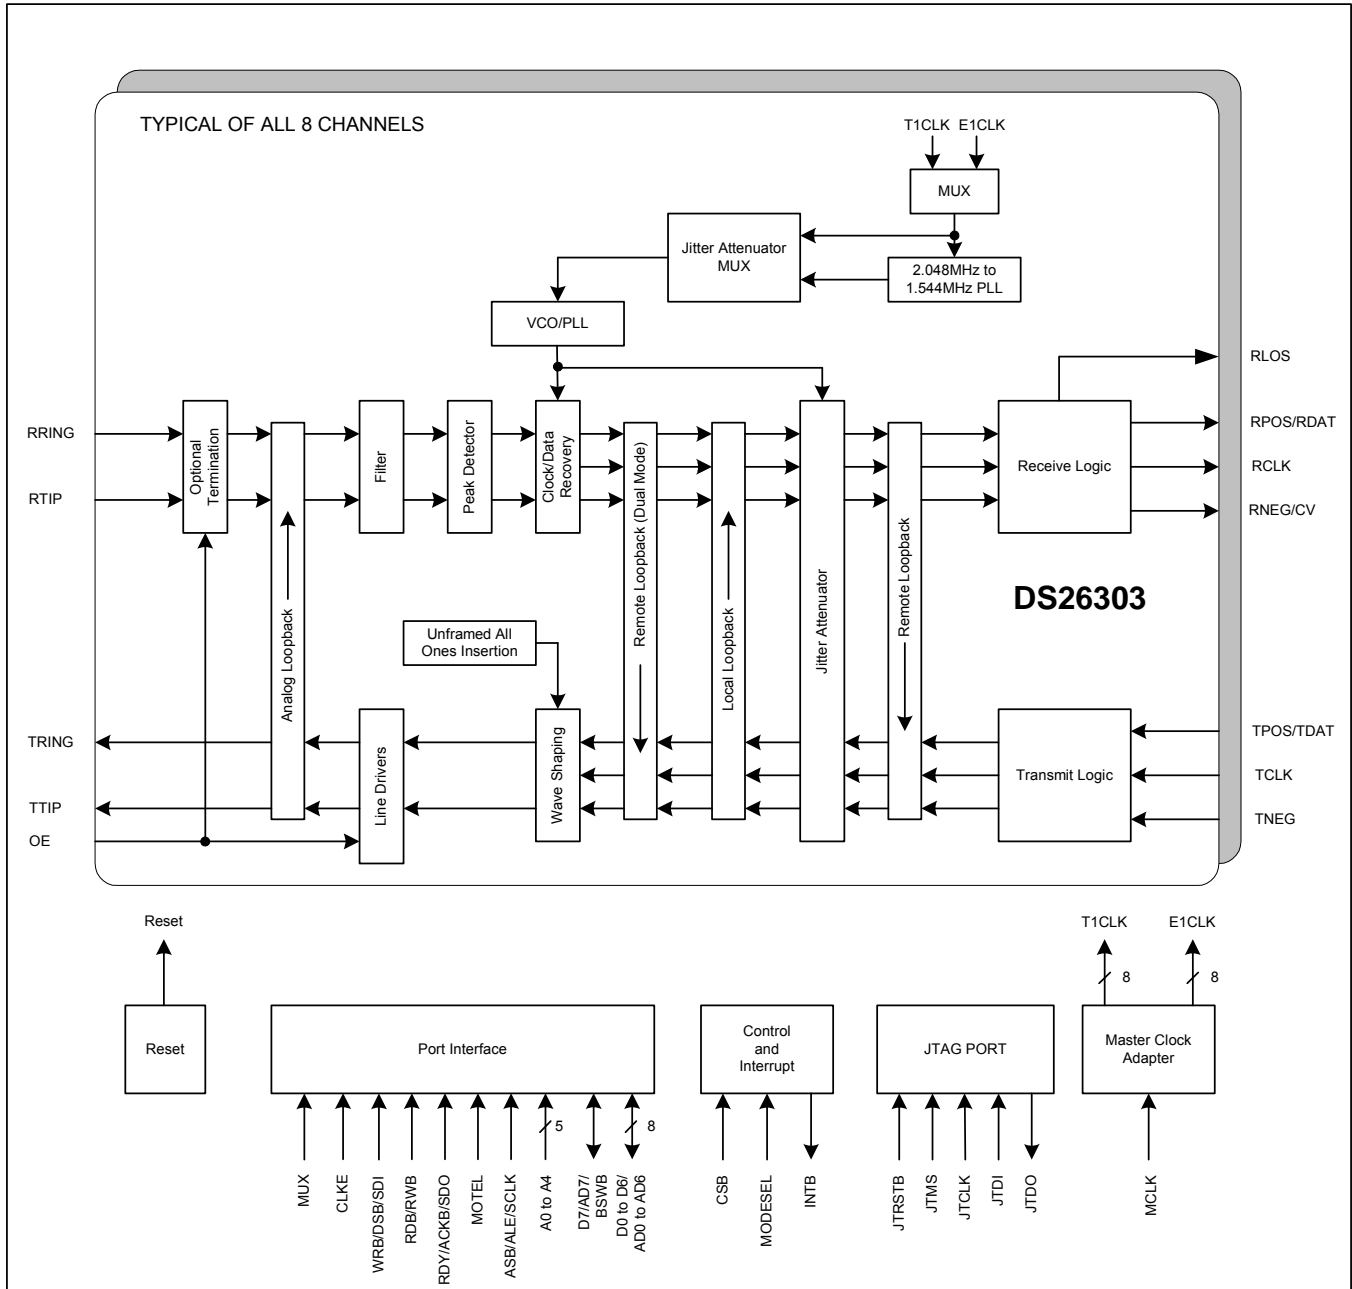 TYPICAL OF ALL 8 CHANNELS
T1CLK
E1CLK
MUX
Jitter Attenuator
MUX
2.048MHz to
1.544MHz PLL
VCO/PLL
RLOS
RRING
RTIP
Optional
Termination
Analog Loopback
Filter
Peak Detector
Clock/Data
Recovery
Remote Loopback (Dual Mode)
Local Loopback
Jitter Attenuator
Remote Loopback
Receive Logic
RPOS/RDAT
RCLK
RNEG/CV
DS26303
Unframed All
Ones Insertion
TRING
TTIP
OE
Line Drivers
Wave Shaping
Transmit Logic
TPOS/TDAT
TCLK
TNEG
Reset
T1CLK
E1CLK
8
8
Reset
Port Interface
Control
and
Interrupt
JTAG PORT
Master Clock
Adapter
5
8
MUX
CLKE
WRB/DSB/SDI
RDB/RWB
RDY/ACKB/SDO
MOTEL
ASB/ALE/SCLK
A0 to A4
D7/AD7/
BSWB
D0 to D6/
AD0 to AD6
CSB
MODESEL
INTB
JTRSTB
JTMS
JTCLK
JTDI
JTDO
MCLK